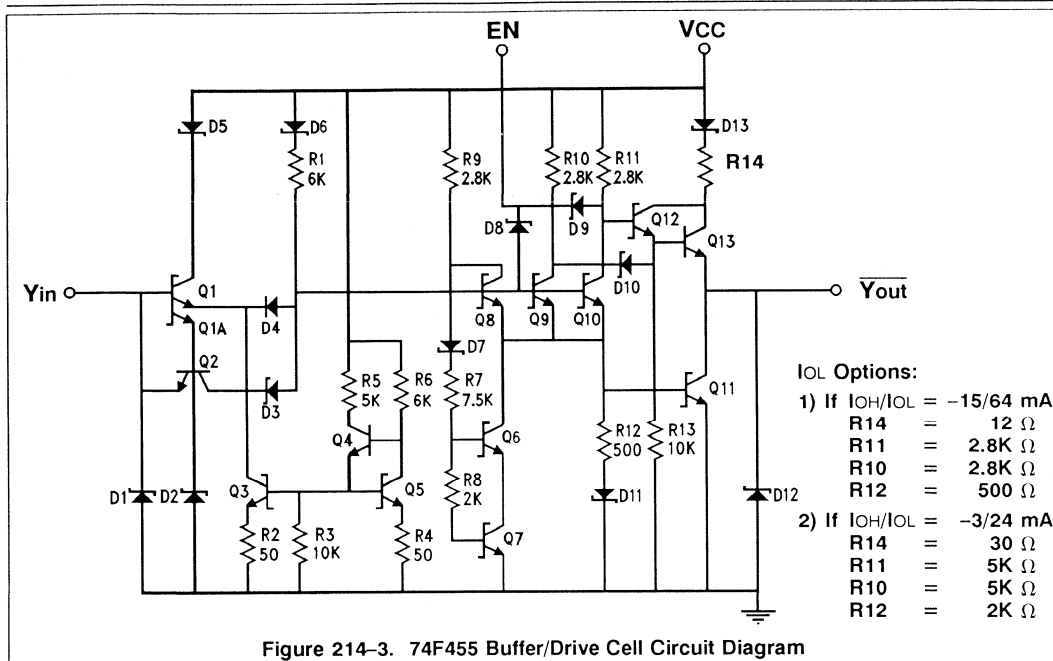 EN
VCC
D5
D6
R1
6K
R9
2.8K
R10
2.8K
R11
2.8K
D13
R14
D8
D9
Q12
Q13
D10
Yin
Q1
Q1A
D4
Q8
Q9
Q10
Yout
Q2
D3
D7
R7
7.5K
R5
5K
R6
6K
Q4
Q6
Q11
R12
500
R13
10K
D1
D2
Q3
Q5
R8
2K
Q7
D11
D12
R2
50
R3
10K
R4
50
IOL Options:
1) If IOH/IOL = -15/64 mA
R14 = 12 Ω
R11 = 2.8K Ω
R10 = 2.8K Ω
R12 = 500 Ω
2) If IOH/IOL = -3/24 mA
R14 = 30 Ω
R11 = 5K Ω
R10 = 5K Ω
R12 = 2K Ω
Figure 214-3. 74F455 Buffer/Drive Cell Circuit Diagram